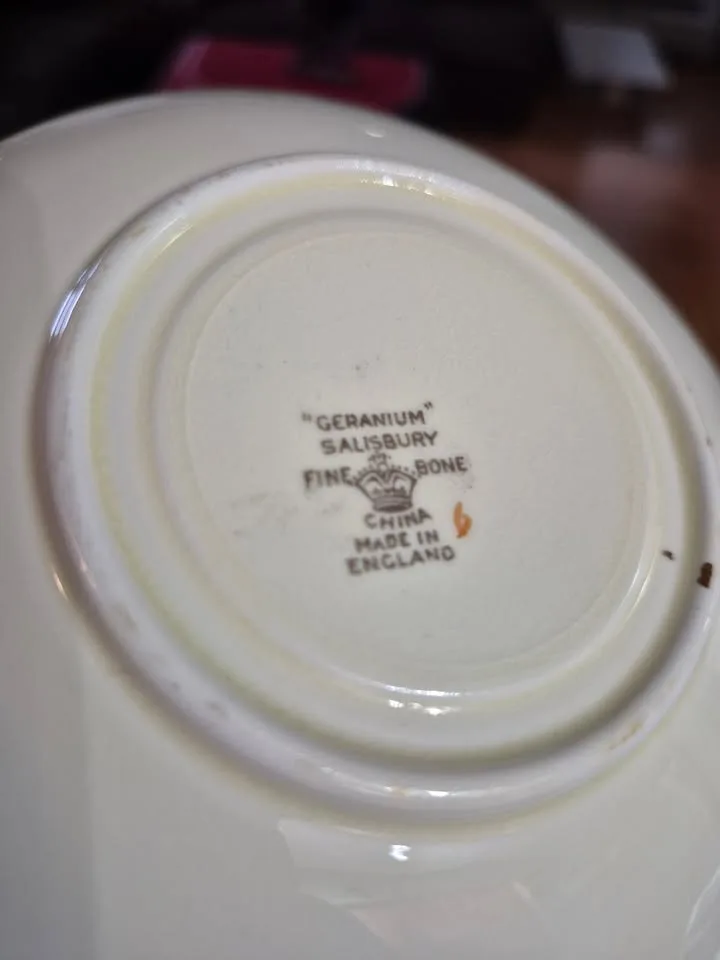 "GERANIUM"
SALISBURY
FINE BONE
CHINA
MADE IN
ENGLAND
6